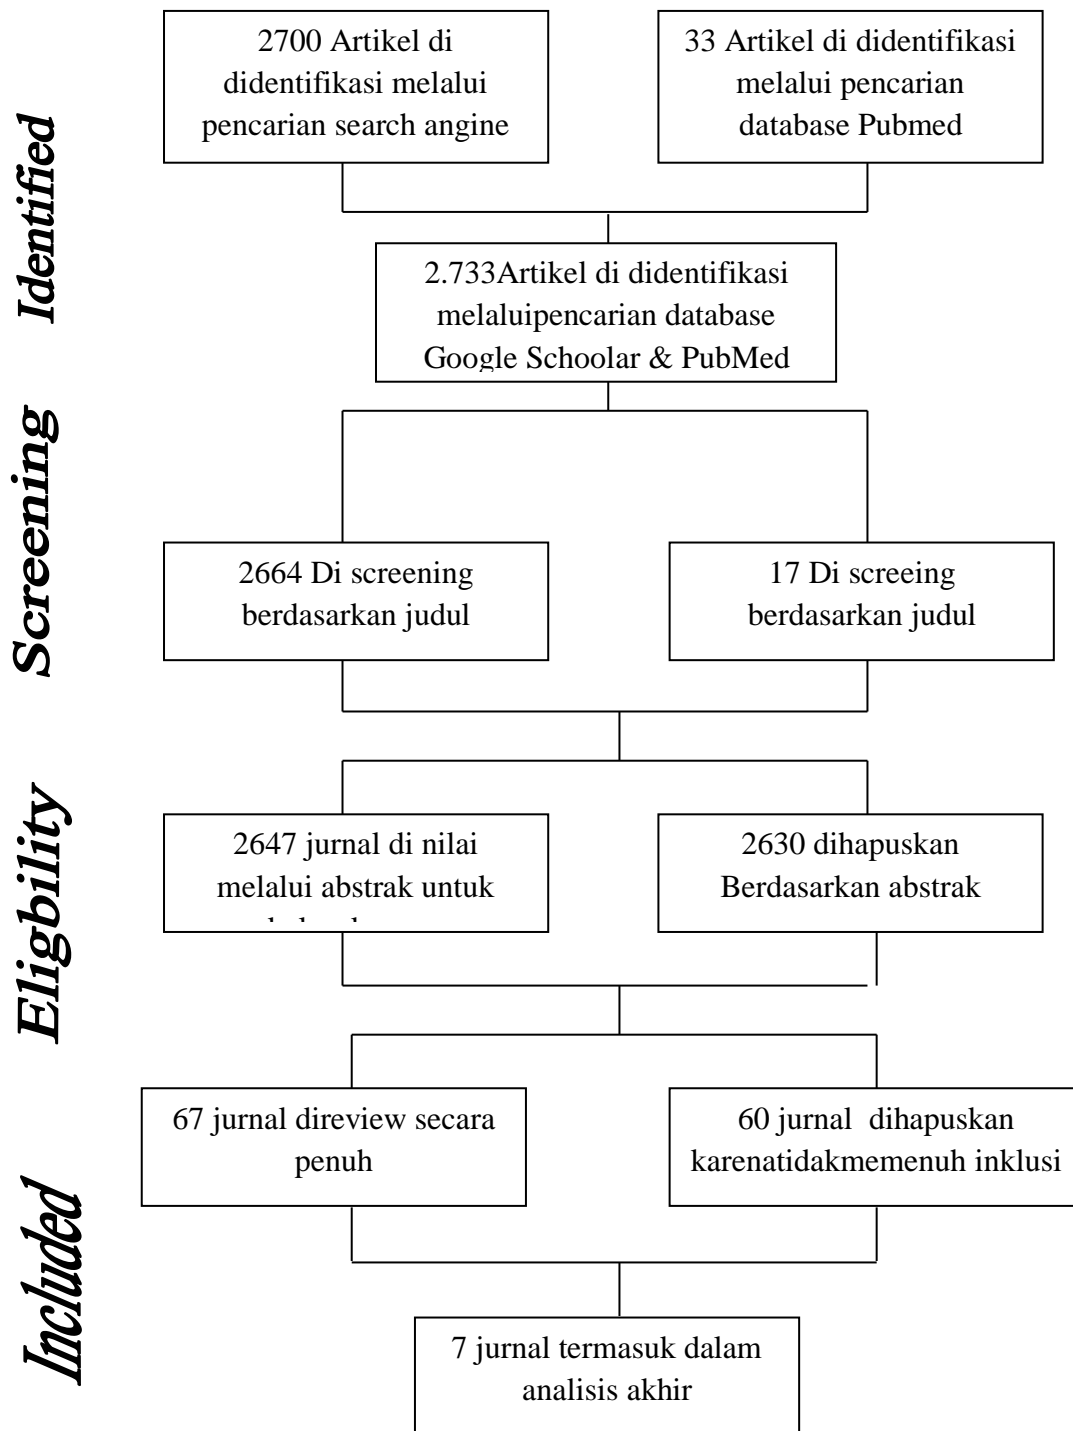 Identified
2700 Artikel di
didentifikasi melalui
pencarian search angine
33 Artikel di didentifikasi
melalui pencarian
database Pubmed
2.733Artikel di didentifikasi
melaluipencarian database
Google Schoolar & PubMed
Screening
2664 Di screening
berdasarkan judul
17 Di screeing
berdasarkan judul
Eligbility
2647 jurnal di nilai
melalui abstrak untuk
2630 dihapuskan
Berdasarkan abstrak
Included
67 jurnal direview secara
penuh
60 jurnal dihapuskan
karenatidakmemenuh inklusi
7 jurnal termasuk dalam
analisis akhir